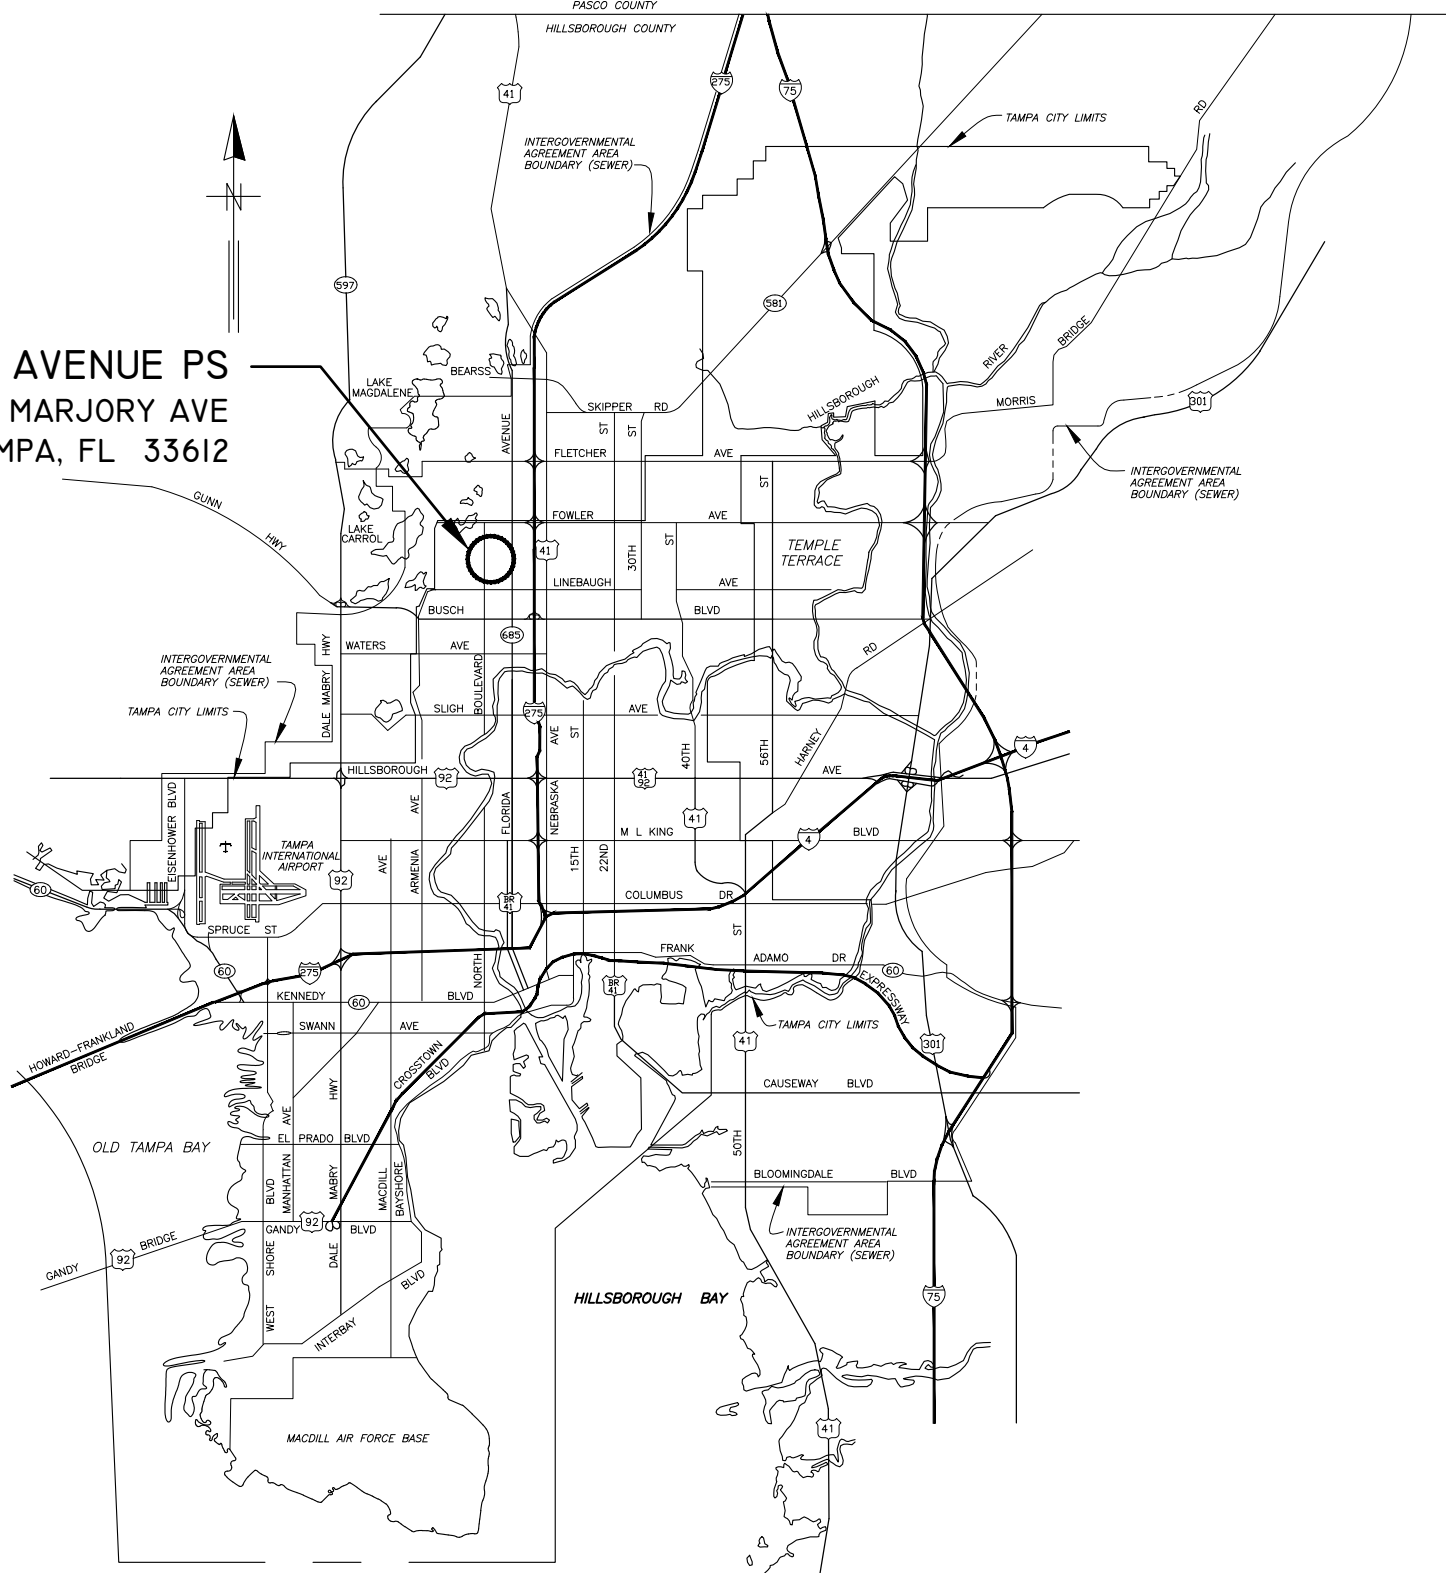 PASCO COUNTY
HILLSBOROUGH COUNTY
275
75
41
TAMPA CITY LIMITS
RD
INTERGOVERNMENTAL
AGREEMENT AREA
BOUNDARY (SEWER)
N
597
581
BRIDGE
RIVER
AVENUE PS
MARJORY AVE
MPA, FL 33612
LAKE
MAGDALENE
BEARSS
HILLSBOROUGH
SKIPPER RD
MORRIS
301
AVENUE
ST
ST
FLETCHER AVE
INTERGOVERNMENTAL
AGREEMENT AREA
BOUNDARY (SEWER)
ST
GUNN
HWY
LAKE
CARROL
FOWLER AVE
ST
41
30TH
TEMPLE
TERRACE
LINEBAUGH AVE
BUSCH BLVD
685
WATERS AVE
RD
INTERGOVERNMENTAL
AGREEMENT AREA
BOUNDARY (SEWER)
DALE MABRY HWY
BOULEVARD
TAMPA CITY LIMITS
SLIGH AVE
275
AVE
ST
40TH
56TH
HARNEY
4
HILLSBOROUGH
92
41
92
AVE
EISENHOWER BLVD
AVE
FLORIDA
NEBRASKA
41
M L KING BLVD
4
TAMPA
INTERNATIONAL
AIRPORT
AVE
ARMENIA
15TH
22ND
60
92
BR
41
COLUMBUS DR
SPRUCE ST
ST
FRANK
ADAMO DR
60
275
60
NORTH
BR
41
EXPRESSWAY
KENNEDY
60
BLVD
SWANN AVE
TAMPA CITY LIMITS
HOWARD-FRANKLAND
BRIDGE
CROSSTOWN
BLVD
41
301
HWY
CAUSEWAY BLVD
AVE
OLD TAMPA BAY
EL PRADO BLVD
50TH
BLVD
MANHATTAN
MABRY
MACDILL
BAYSHORE
BLOOMINGDALE BLVD
92
GANDY BLVD
INTERGOVERNMENTAL
AGREEMENT AREA
BOUNDARY (SEWER)
GANDY
92
BRIDGE
SHORE
DALE
BLVD
WEST
INTERBAY
HILLSBOROUGH BAY
75
MACDILL AIR FORCE BASE
41